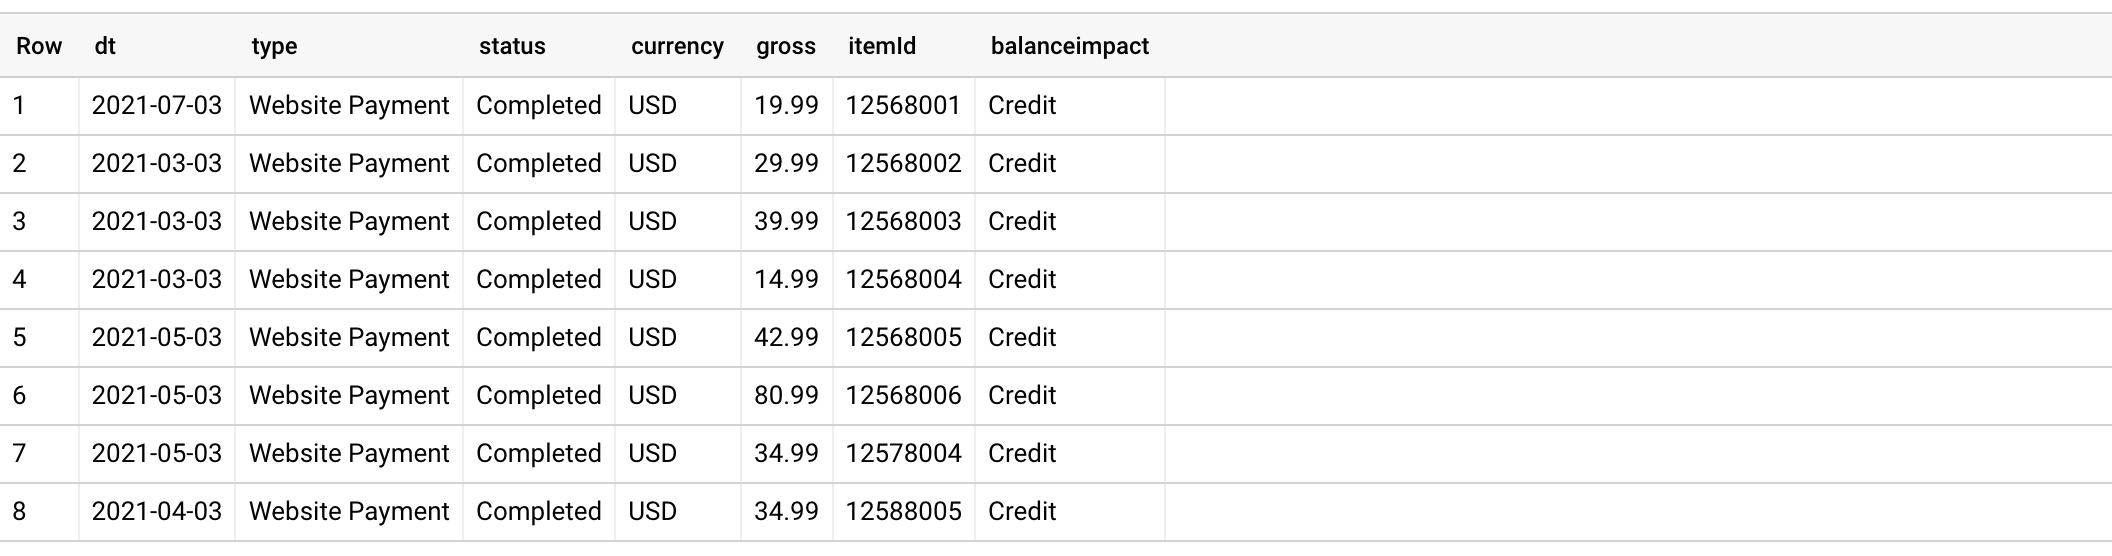 Row dt type status currency gross itemId balanceimpact
1 2021-07-03 Website Payment Completed USD 19.99 12568001 Credit
2 2021-03-03 Website Payment Completed USD 29.99 12568002 Credit
3 2021-03-03 Website Payment Completed USD 39.99 12568003 Credit
4 2021-03-03 Website Payment Completed USD 14.99 12568004 Credit
5 2021-05-03 Website Payment Completed USD 42.99 12568005 Credit
6 2021-05-03 Website Payment Completed USD 80.99 12568006 Credit
7 2021-05-03 Website Payment Completed USD 34.99 12578004 Credit
8 2021-04-03 Website Payment Completed USD 34.99 12588005 Credit